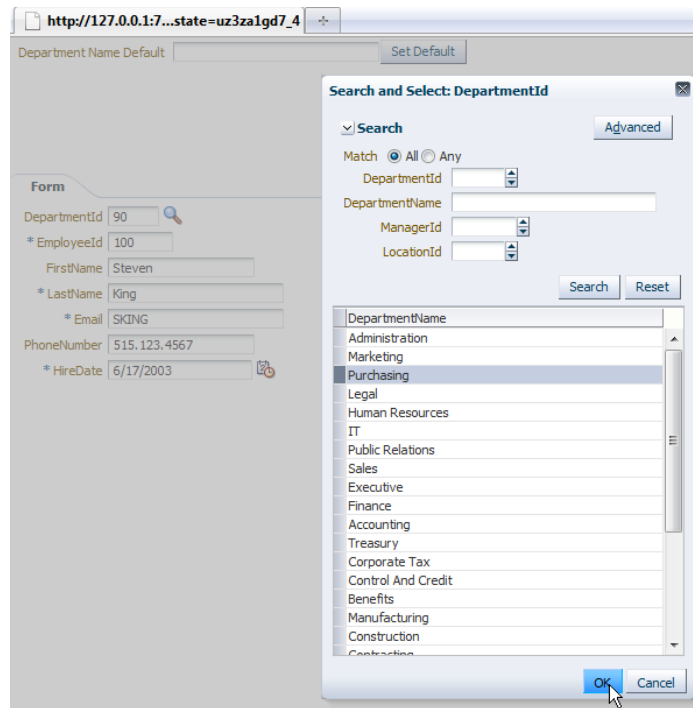 http://127.0.0.1:7...state=uz3za1gd7_4
Department Name Default
Set Default
Form
DepartmentId 90
* EmployeeId 100
FirstName Steven
* LastName King
* Email SKING
PhoneNumber 515.123.4567
* HireDate 6/17/2003
Search and Select: DepartmentId
Search
Advanced
Match All Any
DepartmentId
DepartmentName
ManagerId
LocationId
Search Reset
DepartmentName
Administration
Marketing
Purchasing
Legal
Human Resources
IT
Public Relations
Sales
Executive
Finance
Accounting
Treasury
Corporate Tax
Control And Credit
Benefits
Manufacturing
Construction
Contracting
OK Cancel